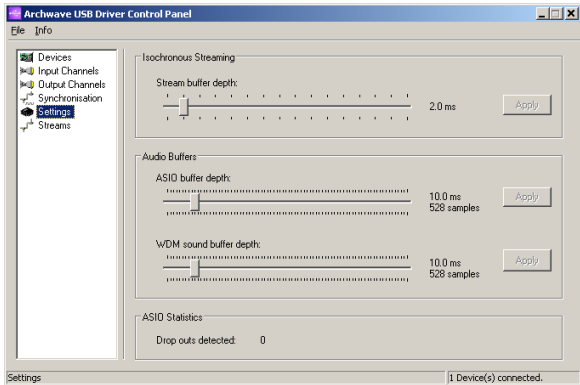 Archwave USB Driver Control Panel
File Info
Devices
Input Channels
Output Channels
Synchronisation
Settings
Streams
Isochronous Streaming
Stream buffer depth:
2.0 ms
Apply
Audio Buffers
ASIO buffer depth:
10.0 ms
528 samples
Apply
WDM sound buffer depth:
10.0 ms
528 samples
Apply
ASIO Statistics
Drop outs detected: 0
Settings
1 Device(s) connected.